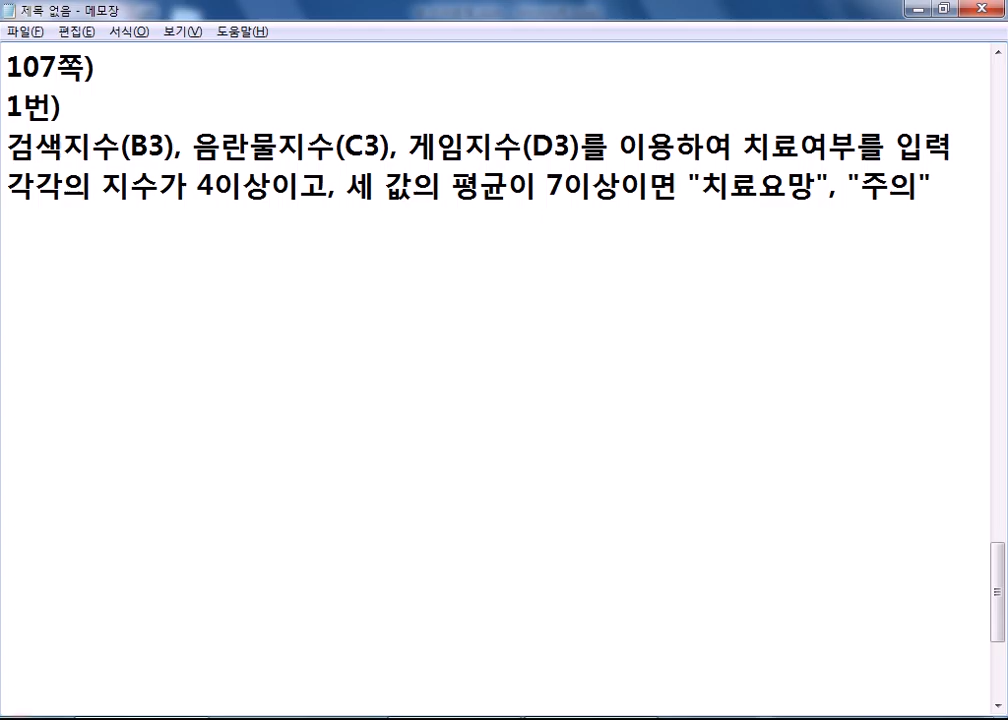 제목 없음 - 메모장
파일(F) 편집(E) 서식(O) 보기(V) 도움말(H)
107쪽)
1번)
검색지수(B3), 음란물지수(C3), 게임지수(D3)를 이용하여 치료여부를 입력
각각의 지수가 4이상이고, 세 값의 평균이 7이상이면 "치료요망", "주의"